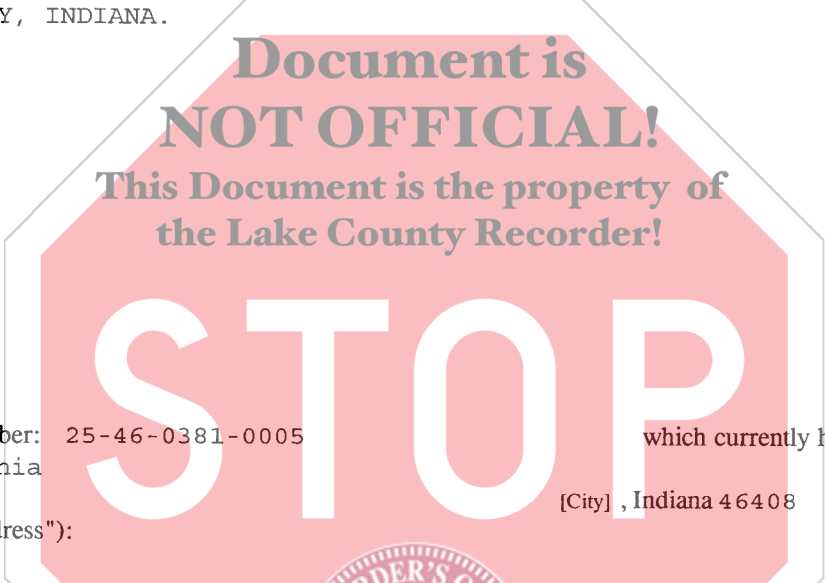 Y, INDIANA.
Document is
NOT OFFICIAL!
This Document is the property of
the Lake County Recorder!
STOP
ber: 25-46-0381-0005 which currently h
nia
[City] , Indiana 46408
ress"):
RDER'S O